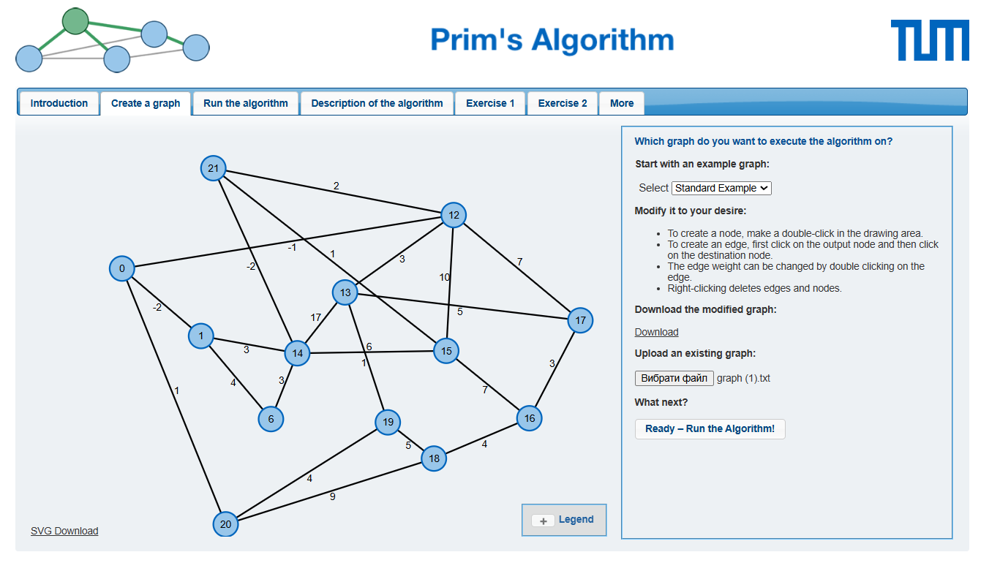 Prim's Algorithm
TUM
Introduction
Create a graph
Run the algorithm
Description of the algorithm
Exercise 1
Exercise 2
More
21
2
12
-1
1
-2
3
7
0
10
13
-2
17
5
17
1
3
14
6
15
1
4
3
3
7
1
6
19
16
5
4
18
4
9
20
SVG Download
+
Legend
Which graph do you want to execute the algorithm on?
Start with an example graph:
Select Standard Example
Modify it to your desire:
• To create a node, make a double-click in the drawing area.
• To create an edge, first click on the output node and then click
on the destination node.
• The edge weight can be changed by double clicking on the
edge.
• Right-clicking deletes edges and nodes.
Download the modified graph:
Download
Upload an existing graph:
Вибрати файл graph (1).txt
What next?
Ready – Run the Algorithm!